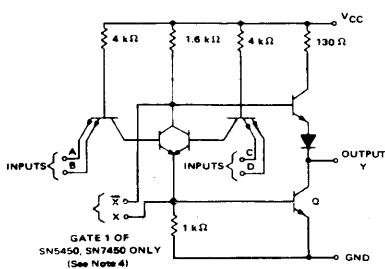 VCC
4 kΩ 1.6 kΩ 4 kΩ 130 Ω
A
B
INPUTS
INPUTS
C
D
OUTPUT
Y
X̅
X
Q
1 kΩ
GND
GATE 1 OF
SN5450, SN7450 ONLY
(See Note 4)